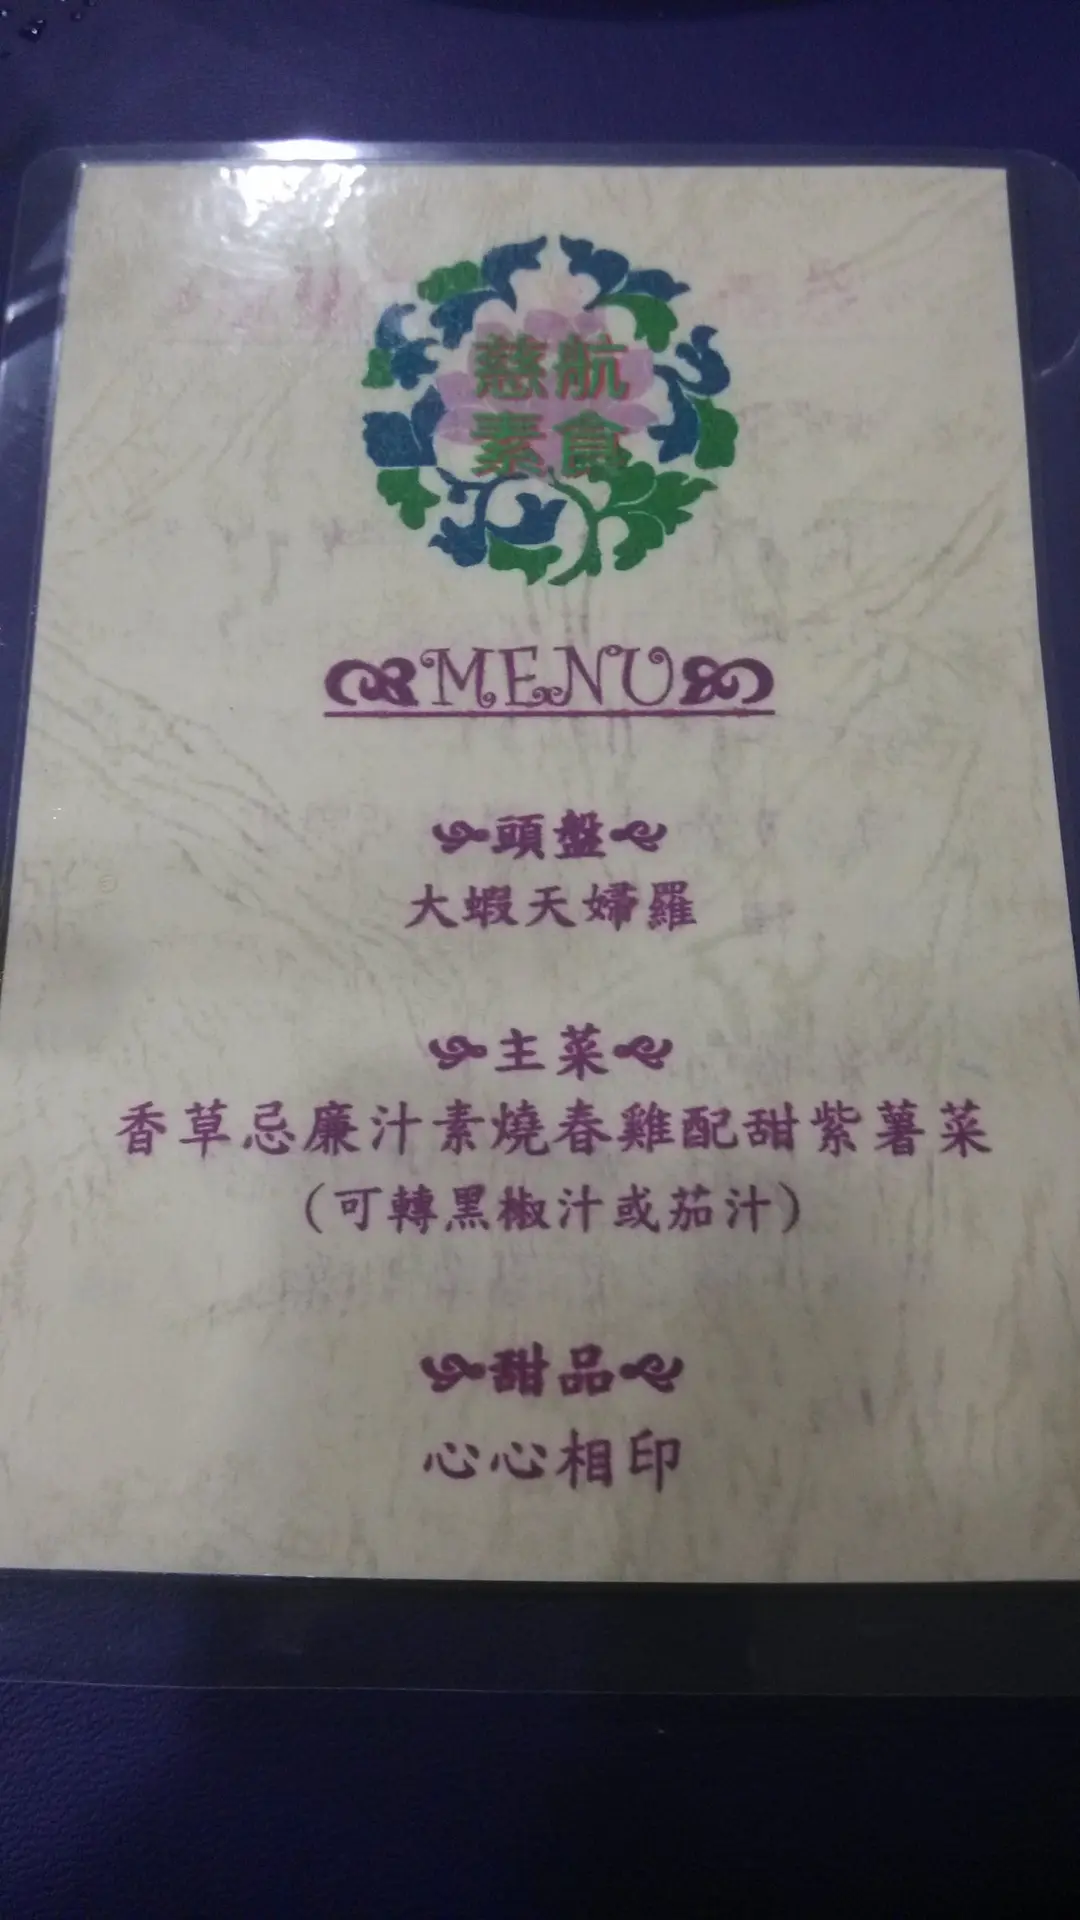 慈航
素食
MENU
頭盤
大蝦天婦羅
主菜
香草忌廉汁素燒春雞配甜紫薯菜
（可轉黑椒汁或茄汁）
甜品
心心相印